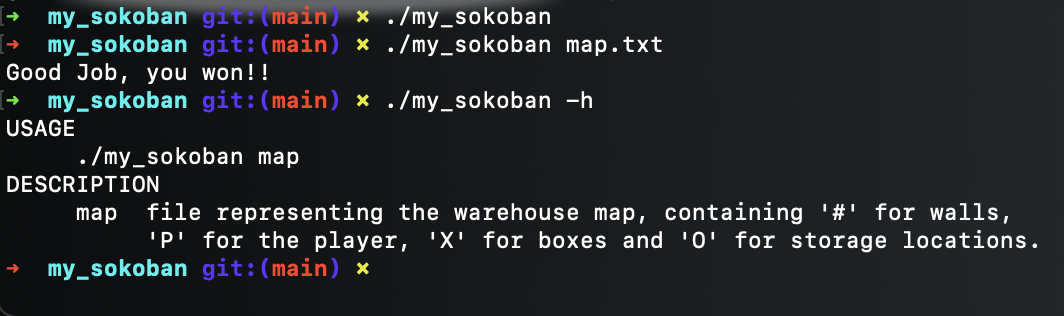 ➜  my_sokoban git:(main) ✗ ./my_sokoban
➜  my_sokoban git:(main) ✗ ./my_sokoban map.txt
Good Job, you won!!
➜  my_sokoban git:(main) ✗ ./my_sokoban -h
USAGE
     ./my_sokoban map
DESCRIPTION
     map  file representing the warehouse map, containing '#' for walls,
          'P' for the player, 'X' for boxes and 'O' for storage locations.
➜  my_sokoban git:(main) ✗